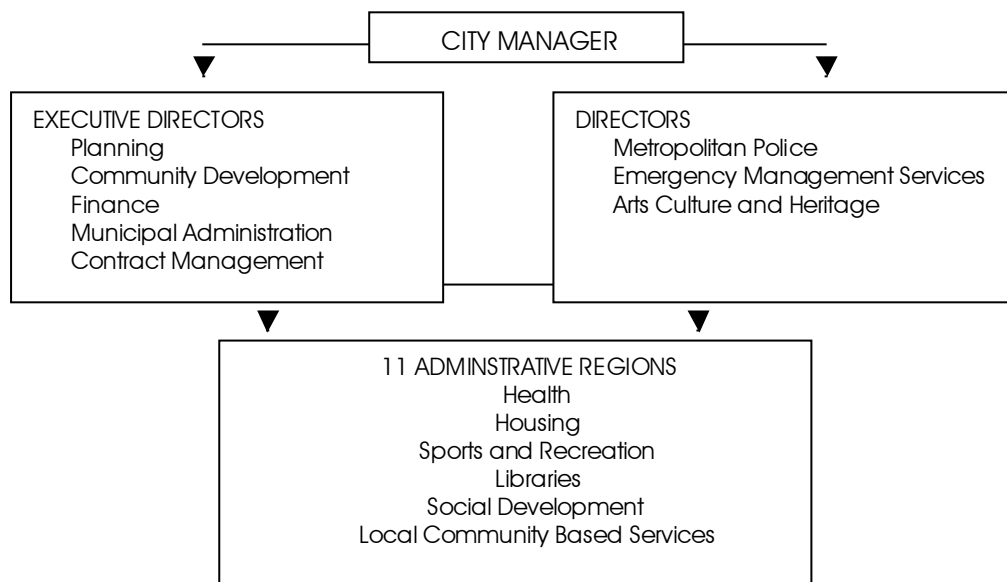 CITY MANAGER
EXECUTIVE DIRECTORS
Planning
Community Development
Finance
Municipal Administration
Contract Management
DIRECTORS
Metropolitan Police
Emergency Management Services
Arts Culture and Heritage
11 ADMINSTRATIVE REGIONS
Health
Housing
Sports and Recreation
Libraries
Social Development
Local Community Based Services